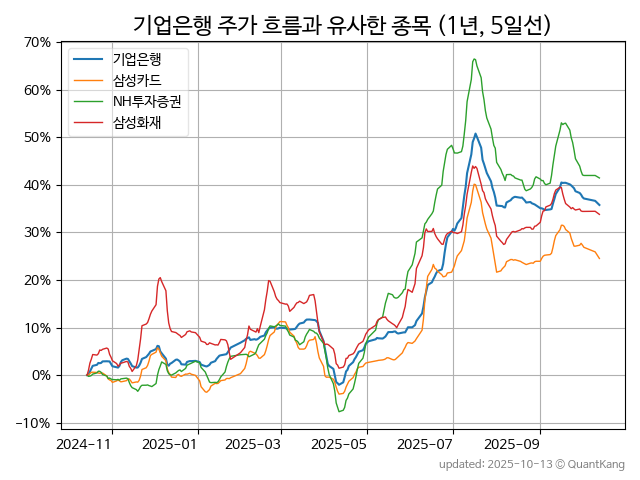 기업은행 주가 흐름과 유사한 종목 (1년, 5일선)
70%
60%
50%
40%
30%
20%
10%
0%
−10%
기업은행
삼성카드
NH투자증권
삼성화재
2024-11
2025-01
2025-03
2025-05
2025-07
2025-09
updated: 2025-10-13 ⓒ QuantKang